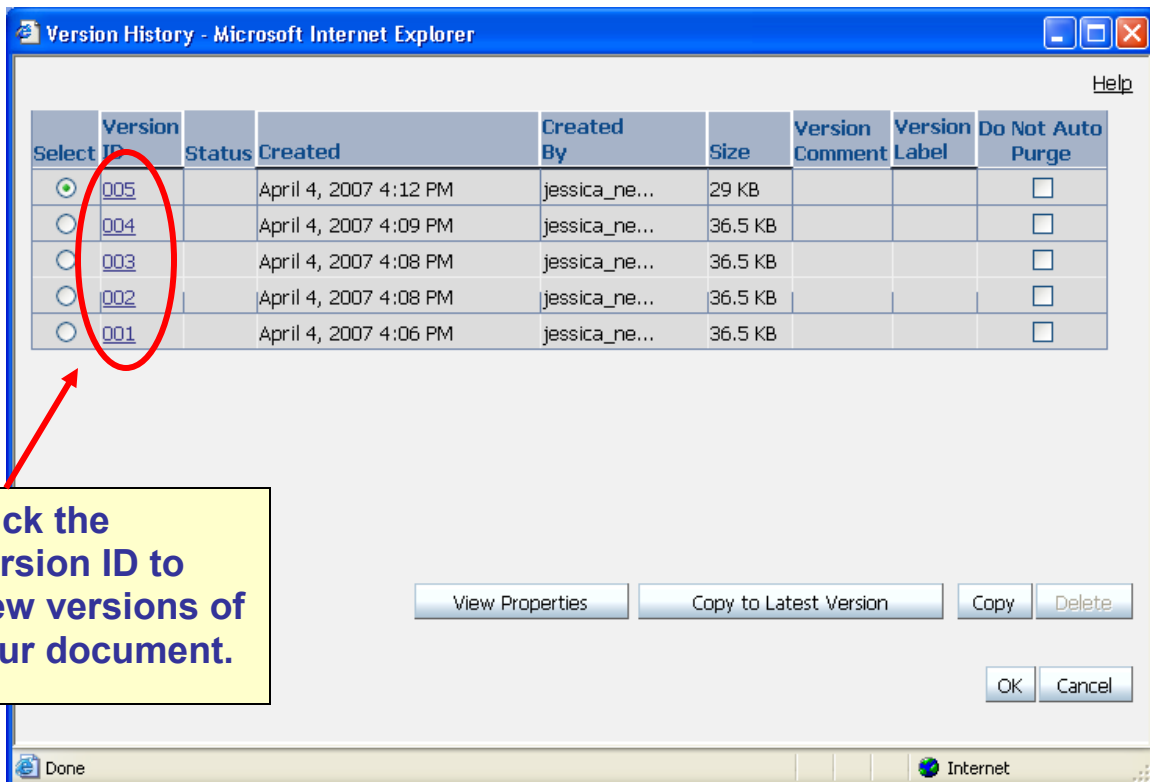 Version History - Microsoft Internet Explorer
Help
Select Version ID Status Created Created By Size Version Comment Version Label Do Not Auto Purge
005 April 4, 2007 4:12 PM jessica_ne... 29 KB
004 April 4, 2007 4:09 PM jessica_ne... 36.5 KB
003 April 4, 2007 4:08 PM jessica_ne... 36.5 KB
002 April 4, 2007 4:08 PM jessica_ne... 36.5 KB
001 April 4, 2007 4:06 PM jessica_ne... 36.5 KB
ck the
rsion ID to
ew versions of
ur document.
View Properties Copy to Latest Version Copy Delete
OK Cancel
Done Internet